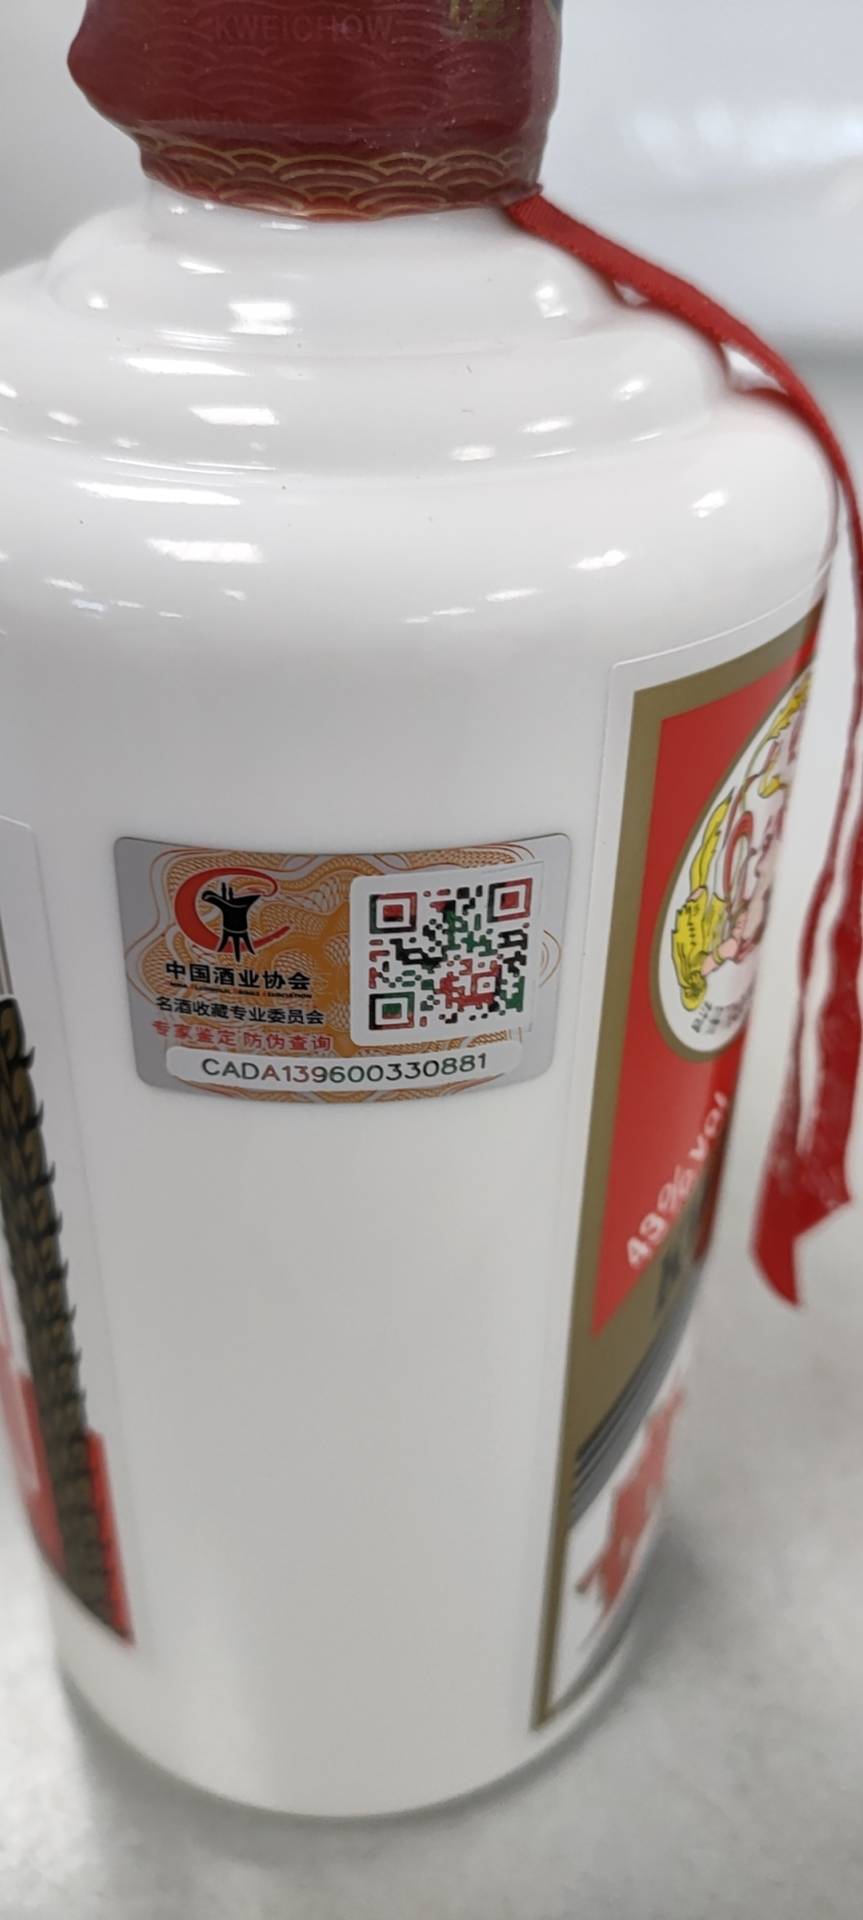 KWEICHOW
中国酒业协会
名酒收藏专业委员会
专家鉴定防伪查询
CADA139600330881
43% vol